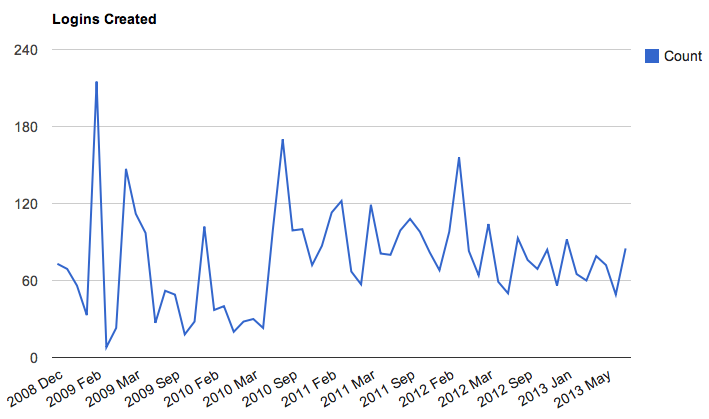 Logins Created
240
Count
180
120
60
0
2008 Dec
2009 Feb
2009 Mar
2009 Sep
2010 Feb
2010 Mar
2010 Sep
2011 Feb
2011 Mar
2011 Sep
2012 Feb
2012 Mar
2012 Sep
2013 Jan
2013 May